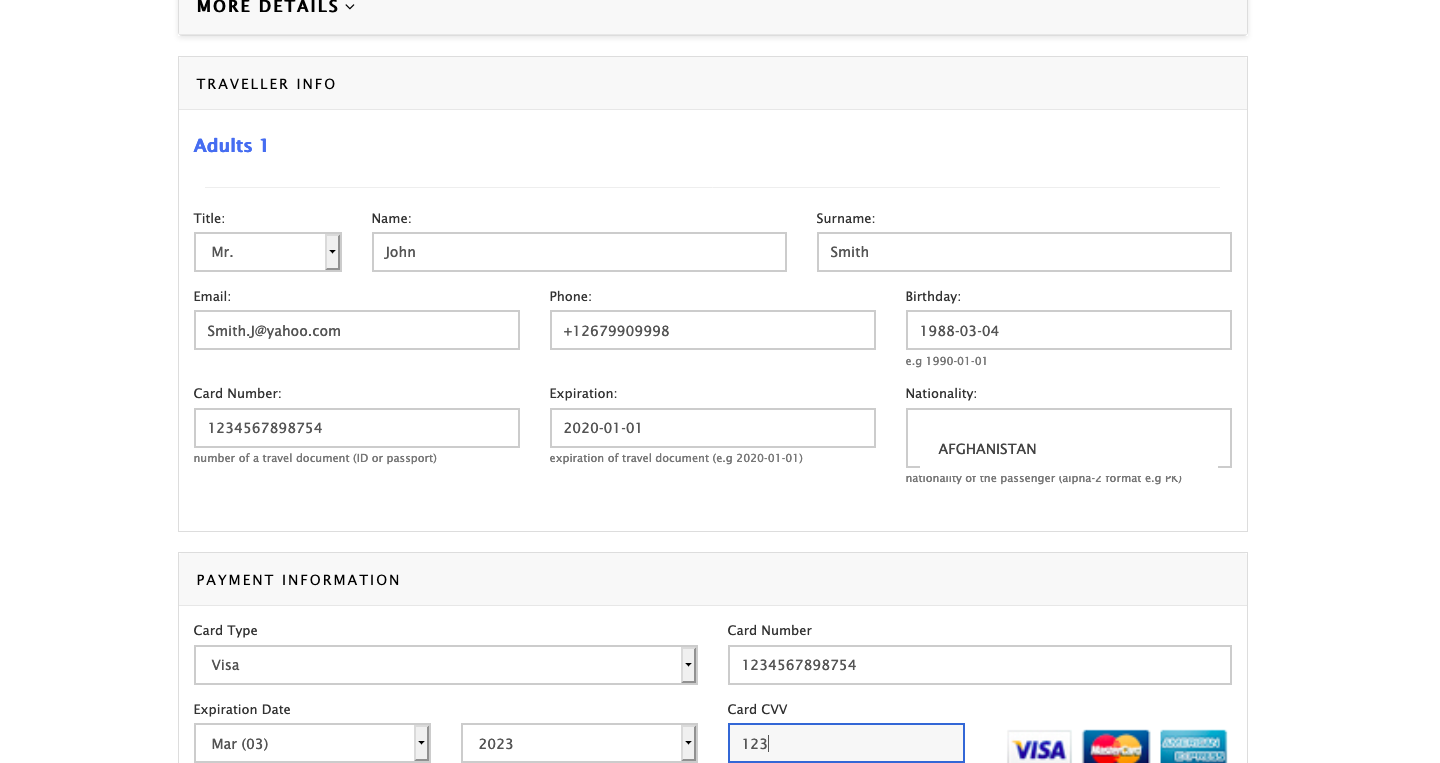 MORE DETAILS
TRAVELLER INFO
Adults 1
Title: Name: Surname:
Mr. John Smith
Email: Phone: Birthday:
Smith.J@yahoo.com +12679909998 1988-03-04
e.g 1990-01-01
Card Number: Expiration: Nationality:
1234567898754 2020-01-01 AFGHANISTAN
number of a travel document (ID or passport) expiration of travel document (e.g 2020-01-01) nationality of the passenger (alpha-2 format e.g PK)
PAYMENT INFORMATION
Card Type Card Number
Visa 1234567898754
Expiration Date Card CVV
Mar (03) 2023 123 VISA MasterCard AMERICAN EXPRESS